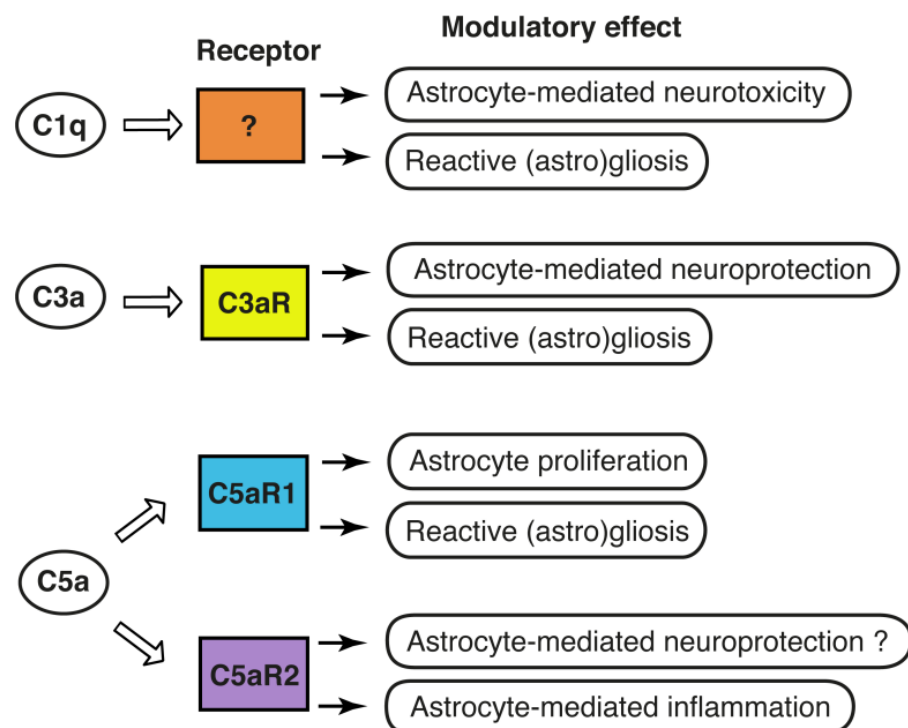 Modulatory effect
Receptor
C1q
?
Astrocyte-mediated neurotoxicity
Reactive (astro)gliosis
C3a
C3aR
Astrocyte-mediated neuroprotection
Reactive (astro)gliosis
C5a
C5aR1
Astrocyte proliferation
Reactive (astro)gliosis
C5aR2
Astrocyte-mediated neuroprotection ?
Astrocyte-mediated inflammation